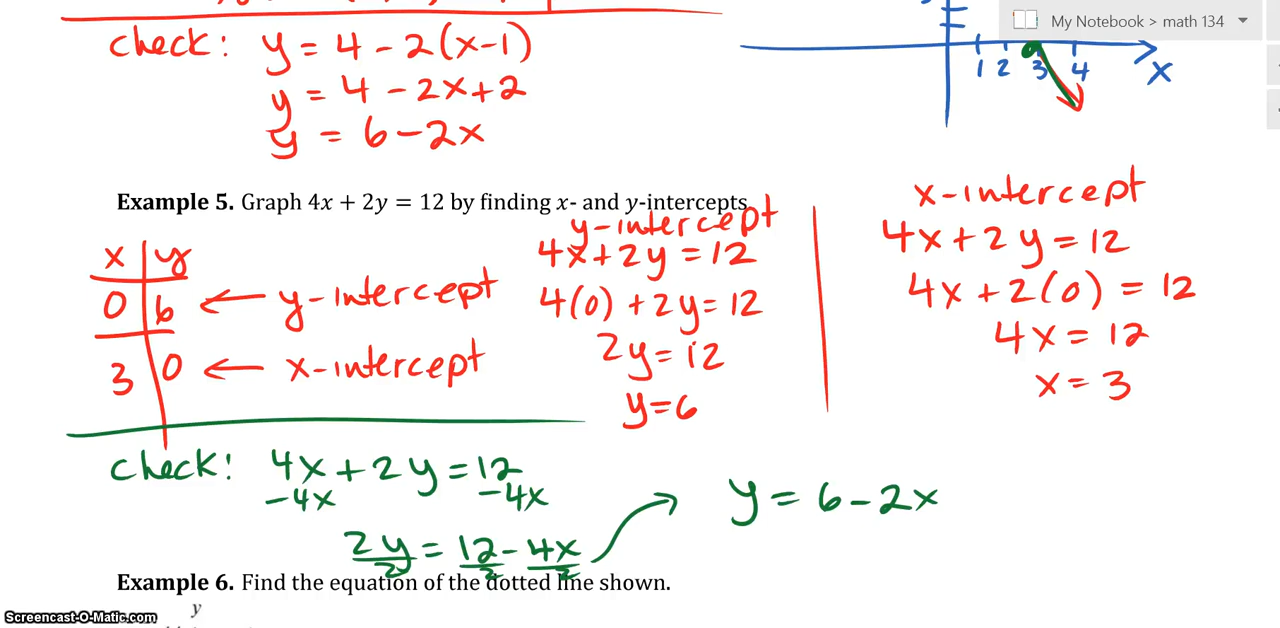 My Notebook > math 134
check: y = 4 - 2(x-1)
y = 4 - 2x + 2
y = 6 - 2x
1 2 3 4 x
Example 5. Graph 4x + 2y = 12 by finding x- and y-intercepts.
x y
0 6 ← y-intercept
3 0 ← x-intercept
y-intercept
4x + 2y = 12
4(0) + 2y = 12
2y = 12
y = 6
x-intercept
4x + 2y = 12
4x + 2(0) = 12
4x = 12
x = 3
check: 4x + 2y = 12
-4x -4x
2y/2 = 12/2 - 4x/2
y = 6 - 2x
Example 6. Find the equation of the dotted line shown.
y
Screencast-O-Matic.com